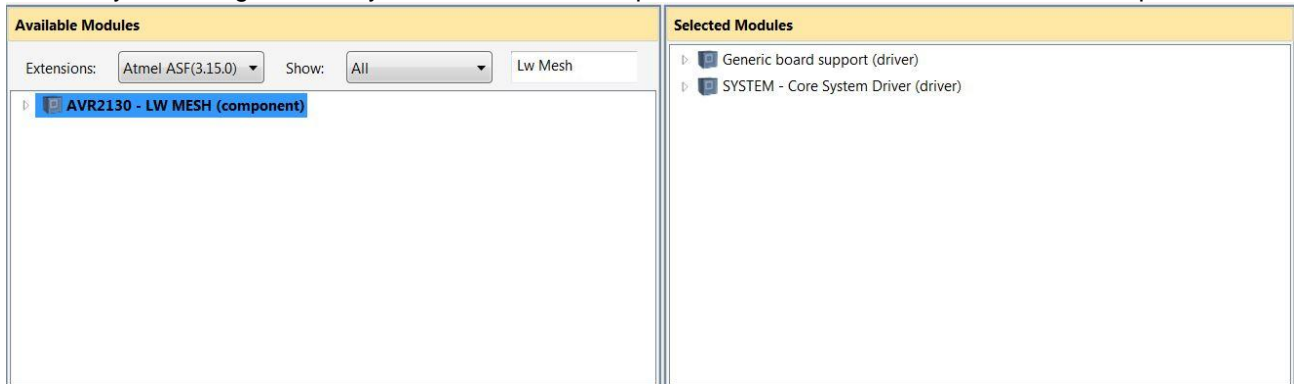 Available Modules
Extensions: Atmel ASF(3.15.0) Show: All Lw Mesh
AVR2130 - LW MESH (component)
Selected Modules
Generic board support (driver)
SYSTEM - Core System Driver (driver)